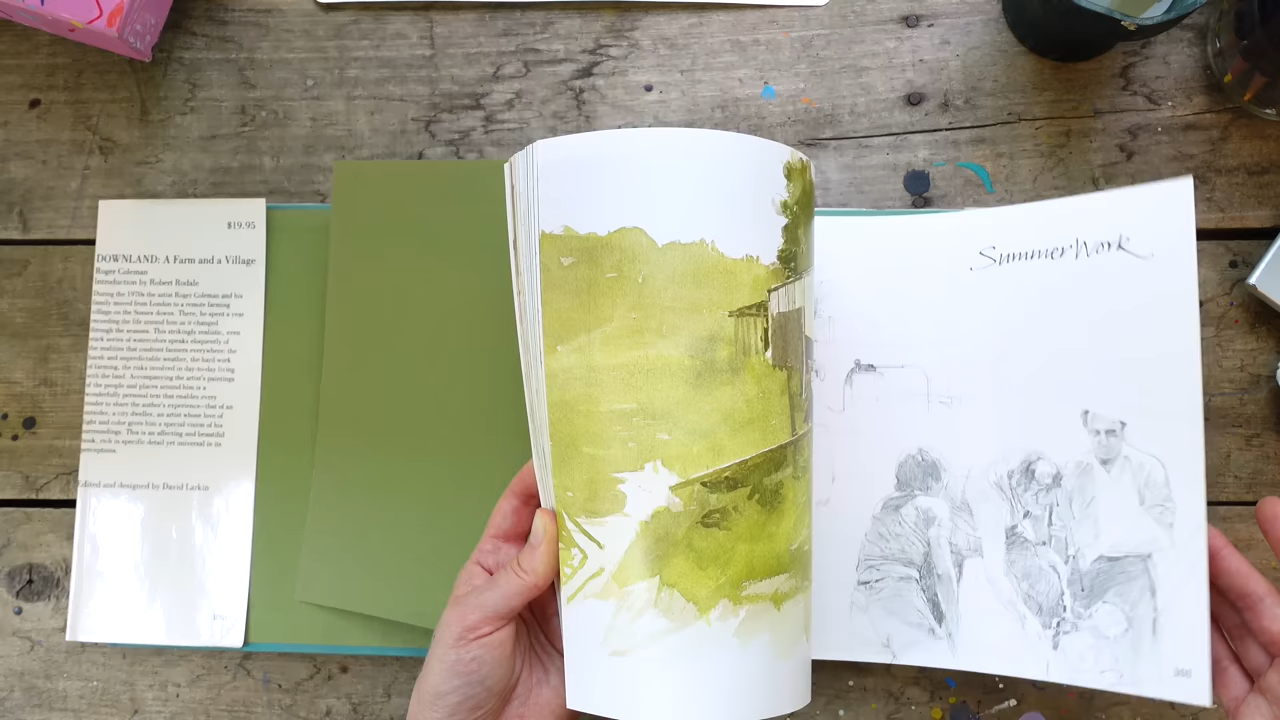 $19.95
DOWNLAND: A Farm and a Village
Roger Coleman
Introduction by Robert Rodale
During the 1970s the artist Roger Coleman and his
family moved from London to a remote farming
village on the Sussex downs. There, he spent a year
recording the life around him as it changed
through the seasons. This strikingly realistic, even
stark series of watercolors speaks eloquently of
the realities that confront farmers everywhere: the
harsh and unpredictable weather, the hard work
of farming, the risks involved in day-to-day living
with the land. Accompanying the artist's paintings
of the people and places around him is a
wonderfully personal text that enables every
reader to share the author's experience—that of an
outsider, a city dweller, an artist whose love of
light and color gives him a special vision of his
surroundings. This is an affecting and beautiful
book, rich in specific detail yet universal in its
perceptions.
Edited and designed by David Larkin
Summer Work